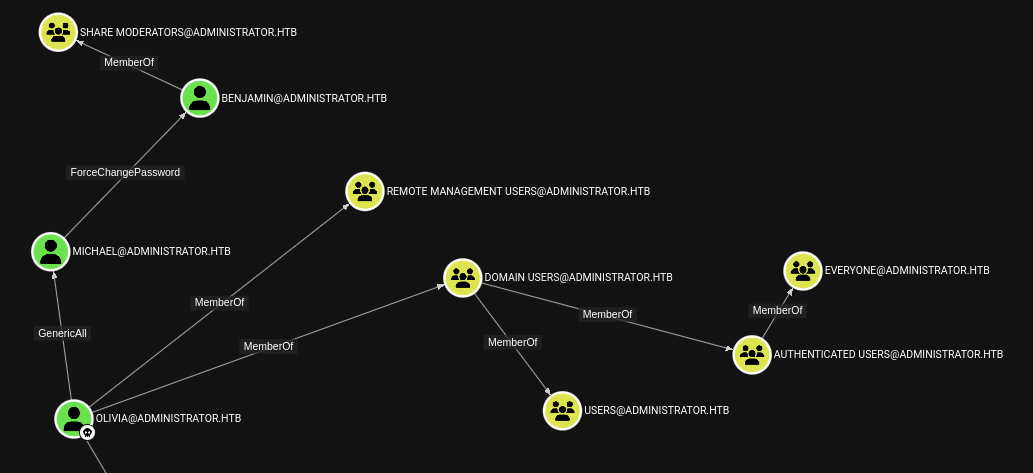 SHARE MODERATORS@ADMINISTRATOR.HTB
MemberOf
BENJAMIN@ADMINISTRATOR.HTB
ForceChangePassword
REMOTE MANAGEMENT USERS@ADMINISTRATOR.HTB
MICHAEL@ADMINISTRATOR.HTB
EVERYONE@ADMINISTRATOR.HTB
DOMAIN USERS@ADMINISTRATOR.HTB
MemberOf
MemberOf
MemberOf
GenericAll
MemberOf
MemberOf
AUTHENTICATED USERS@ADMINISTRATOR.HTB
USERS@ADMINISTRATOR.HTB
OLIVIA@ADMINISTRATOR.HTB